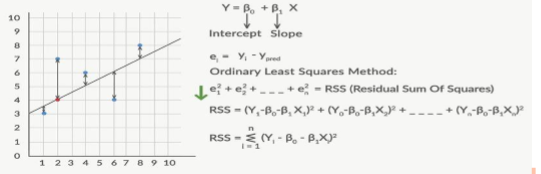 Y = β₀ + β₁ X
Intercept Slope
eᵢ = yᵢ - yₚᵣₑd
Ordinary Least Squares Method:
e₁² + e₂² + _ _ _ + eₙ² = RSS (Residual Sum Of Squares)
RSS = (Y₁-β₀-β₁X₁)² + (Y₂-β₀-β₁X₂)² + _ _ _ _ + (Yₙ-β₀-β₁Xₙ)²
n
RSS = Σ (Yᵢ - β₀ - β₁Xᵢ)²
i = 1
10
9
8
7
6
5
4
3
2
1
0
1 2 3 4 5 6 7 8 9 10